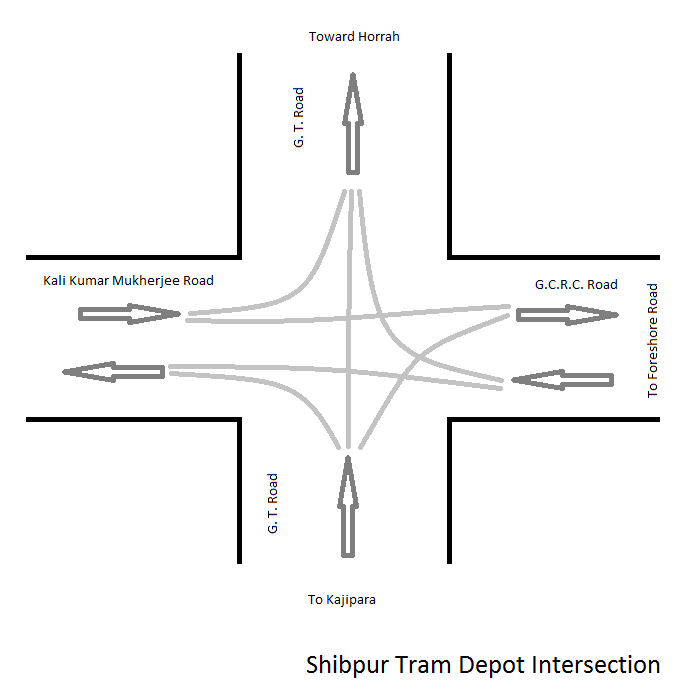 Toward Horrah
G. T. Road
Kali Kumar Mukherjee Road
G.C.R.C. Road
To Foreshore Road
G. T. Road
To Kajipara
Shibpur Tram Depot Intersection